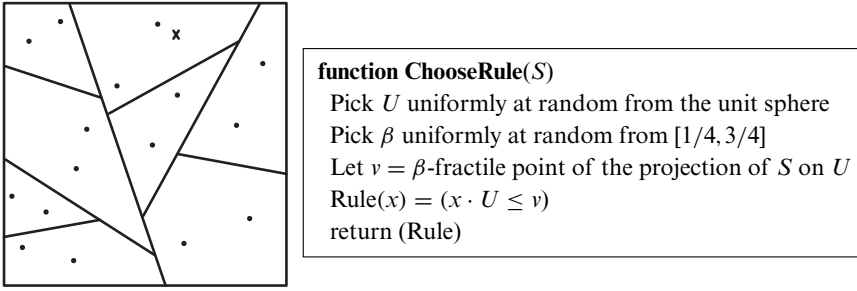 x
function ChooseRule(S)
Pick U uniformly at random from the unit sphere
Pick β uniformly at random from [1/4, 3/4]
Let v = β-fractile point of the projection of S on U
Rule(x) = (x · U ≤ v)
return (Rule)